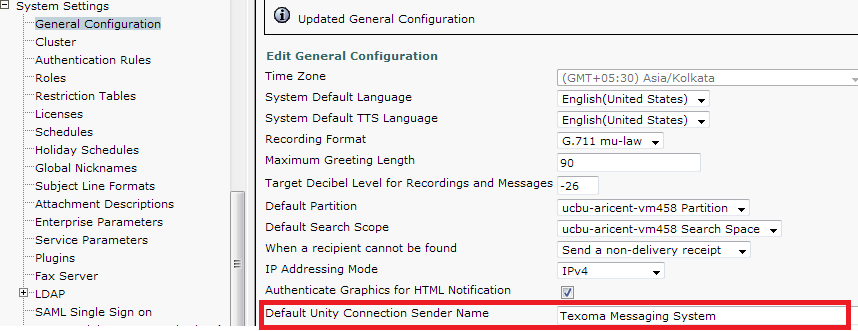 System Settings
General Configuration
Cluster
Authentication Rules
Roles
Restriction Tables
Licenses
Schedules
Holiday Schedules
Global Nicknames
Subject Line Formats
Attachment Descriptions
Enterprise Parameters
Service Parameters
Plugins
Fax Server
LDAP
SAML Single Sign on
Updated General Configuration
Edit General Configuration
Time Zone (GMT+05:30) Asia/Kolkata
System Default Language English(United States)
System Default TTS Language English(United States)
Recording Format G.711 mu-law
Maximum Greeting Length 90
Target Decibel Level for Recordings and Messages -26
Default Partition ucbu-aricent-vm458 Partition
Default Search Scope ucbu-aricent-vm458 Search Space
When a recipient cannot be found Send a non-delivery receipt
IP Addressing Mode IPv4
Authenticate Graphics for HTML Notification
Default Unity Connection Sender Name Texoma Messaging System